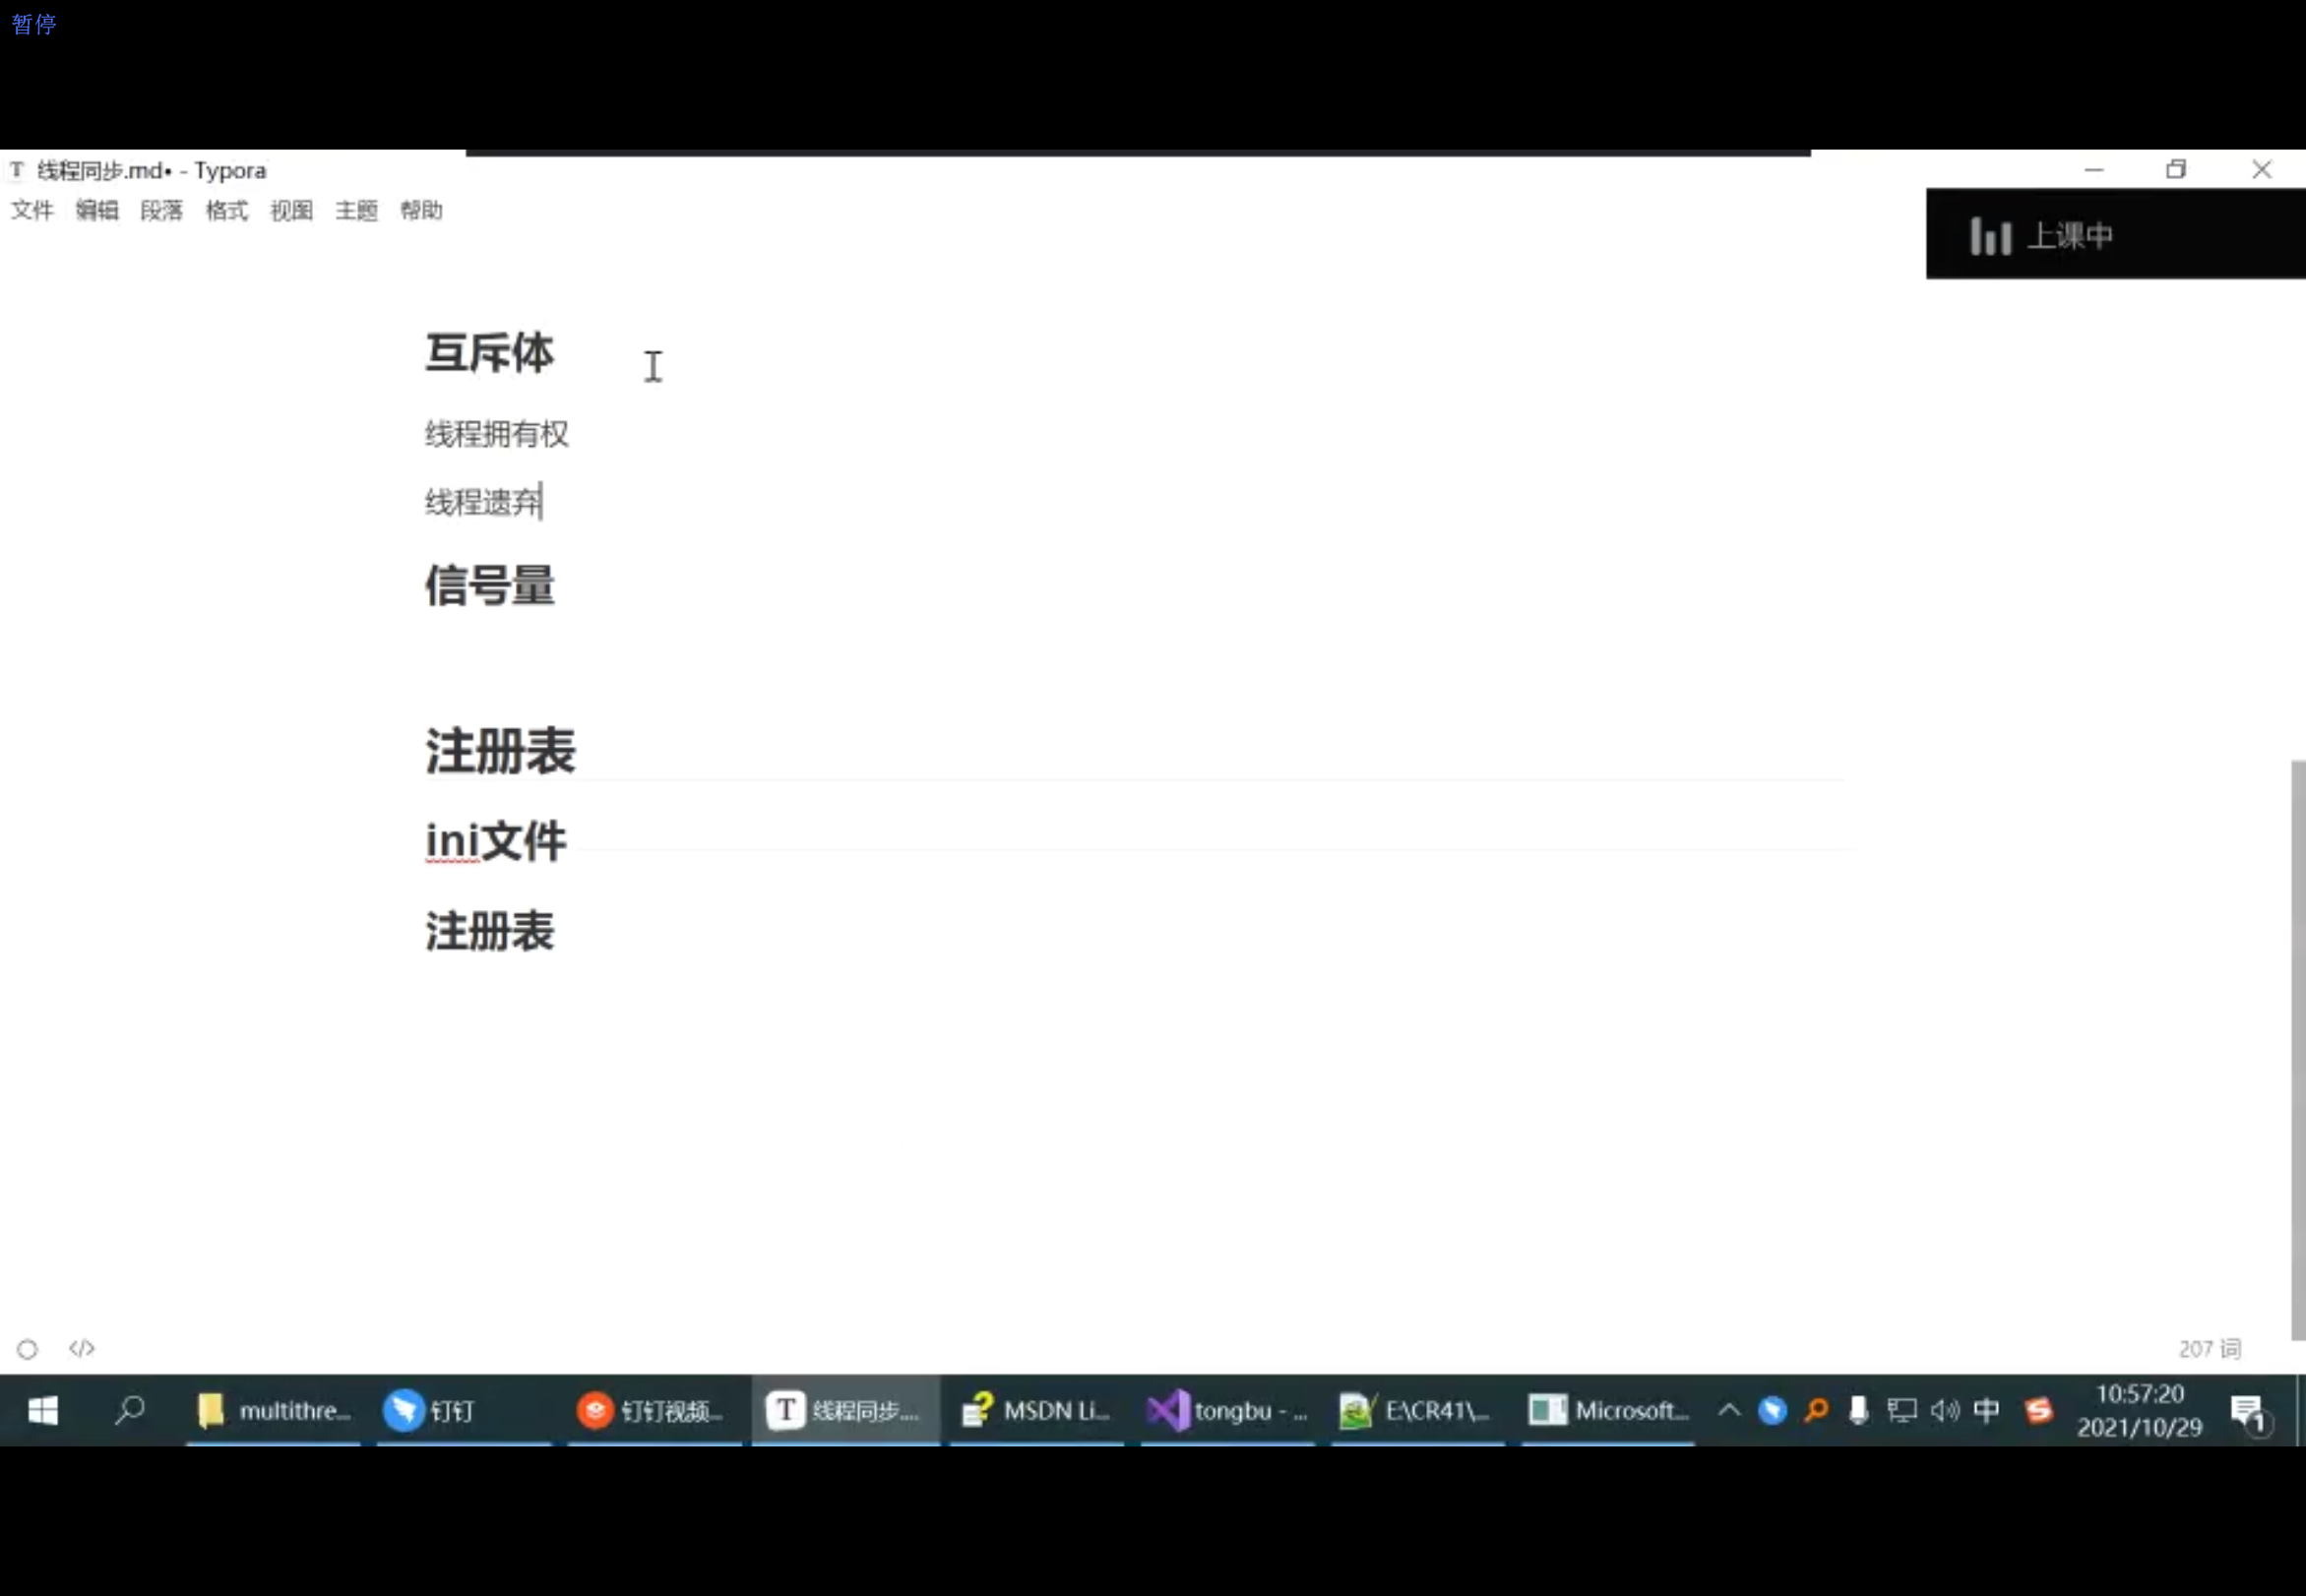 暂停
线程同步.md• - Typora
文件 编辑 段落 格式 视图 主题 帮助
上课中
互斥体
线程拥有权
线程遗弃
信号量
注册表
ini文件
注册表
</>
207 词
multithre... 钉钉 钉钉视频... T 线程同步.... MSDN Li... tongbu - ... E:\CR41\... Microsoft... 中 10:57:20
2021/10/29 1